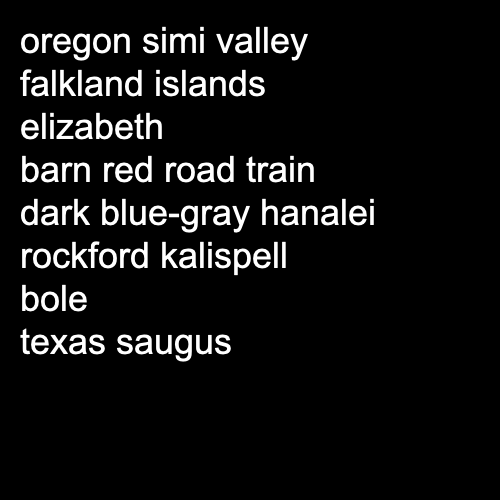 oregon simi valley
falkland islands
elizabeth
barn red road train
dark blue-gray hanalei
rockford kalispell
bole
texas saugus